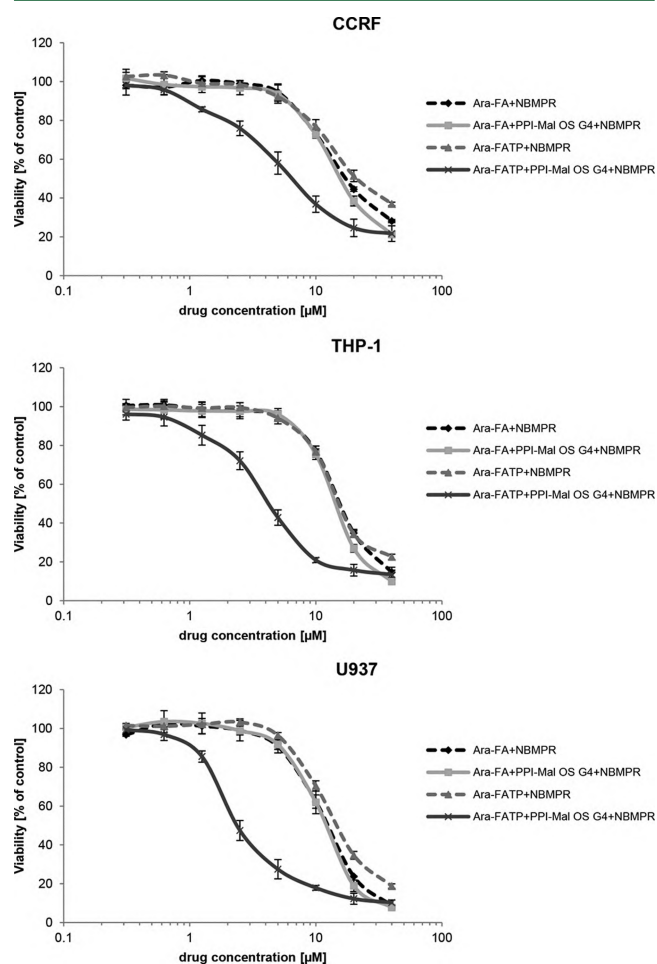 CCRF
120
100
80
60
40
20
0
0.1 1 10 100
Viability [% of control]
drug concentration [µM]
Ara-FA+NBMPR
Ara-FA+PPI-Mal OS G4+NBMPR
Ara-FATP+NBMPR
Ara-FATP+PPI-Mal OS G4+NBMPR
THP-1
120
100
80
60
40
20
0
0.1 1 10 100
Viability [% of control]
drug concentration [µM]
Ara-FA+NBMPR
Ara-FA+PPI-Mal OS G4+NBMPR
Ara-FATP+NBMPR
Ara-FATP+PPI-Mal OS G4+NBMPR
U937
120
100
80
60
40
20
0
0.1 1 10 100
Viability [% of control]
drug concentration [µM]
Ara-FA+NBMPR
Ara-FA+PPI-Mal OS G4+NBMPR
Ara-FATP+NBMPR
Ara-FATP+PPI-Mal OS G4+NBMPR